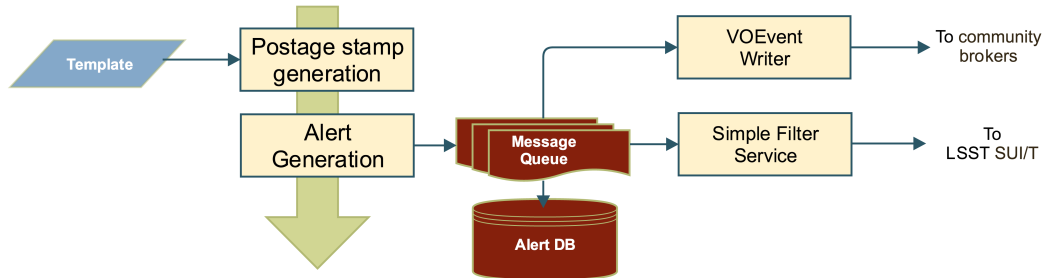 Template
Postage stamp
generation
Alert
Generation
Message
Queue
Alert DB
VOEvent
Writer
To community
brokers
Simple Filter
Service
To
LSST SUI/T